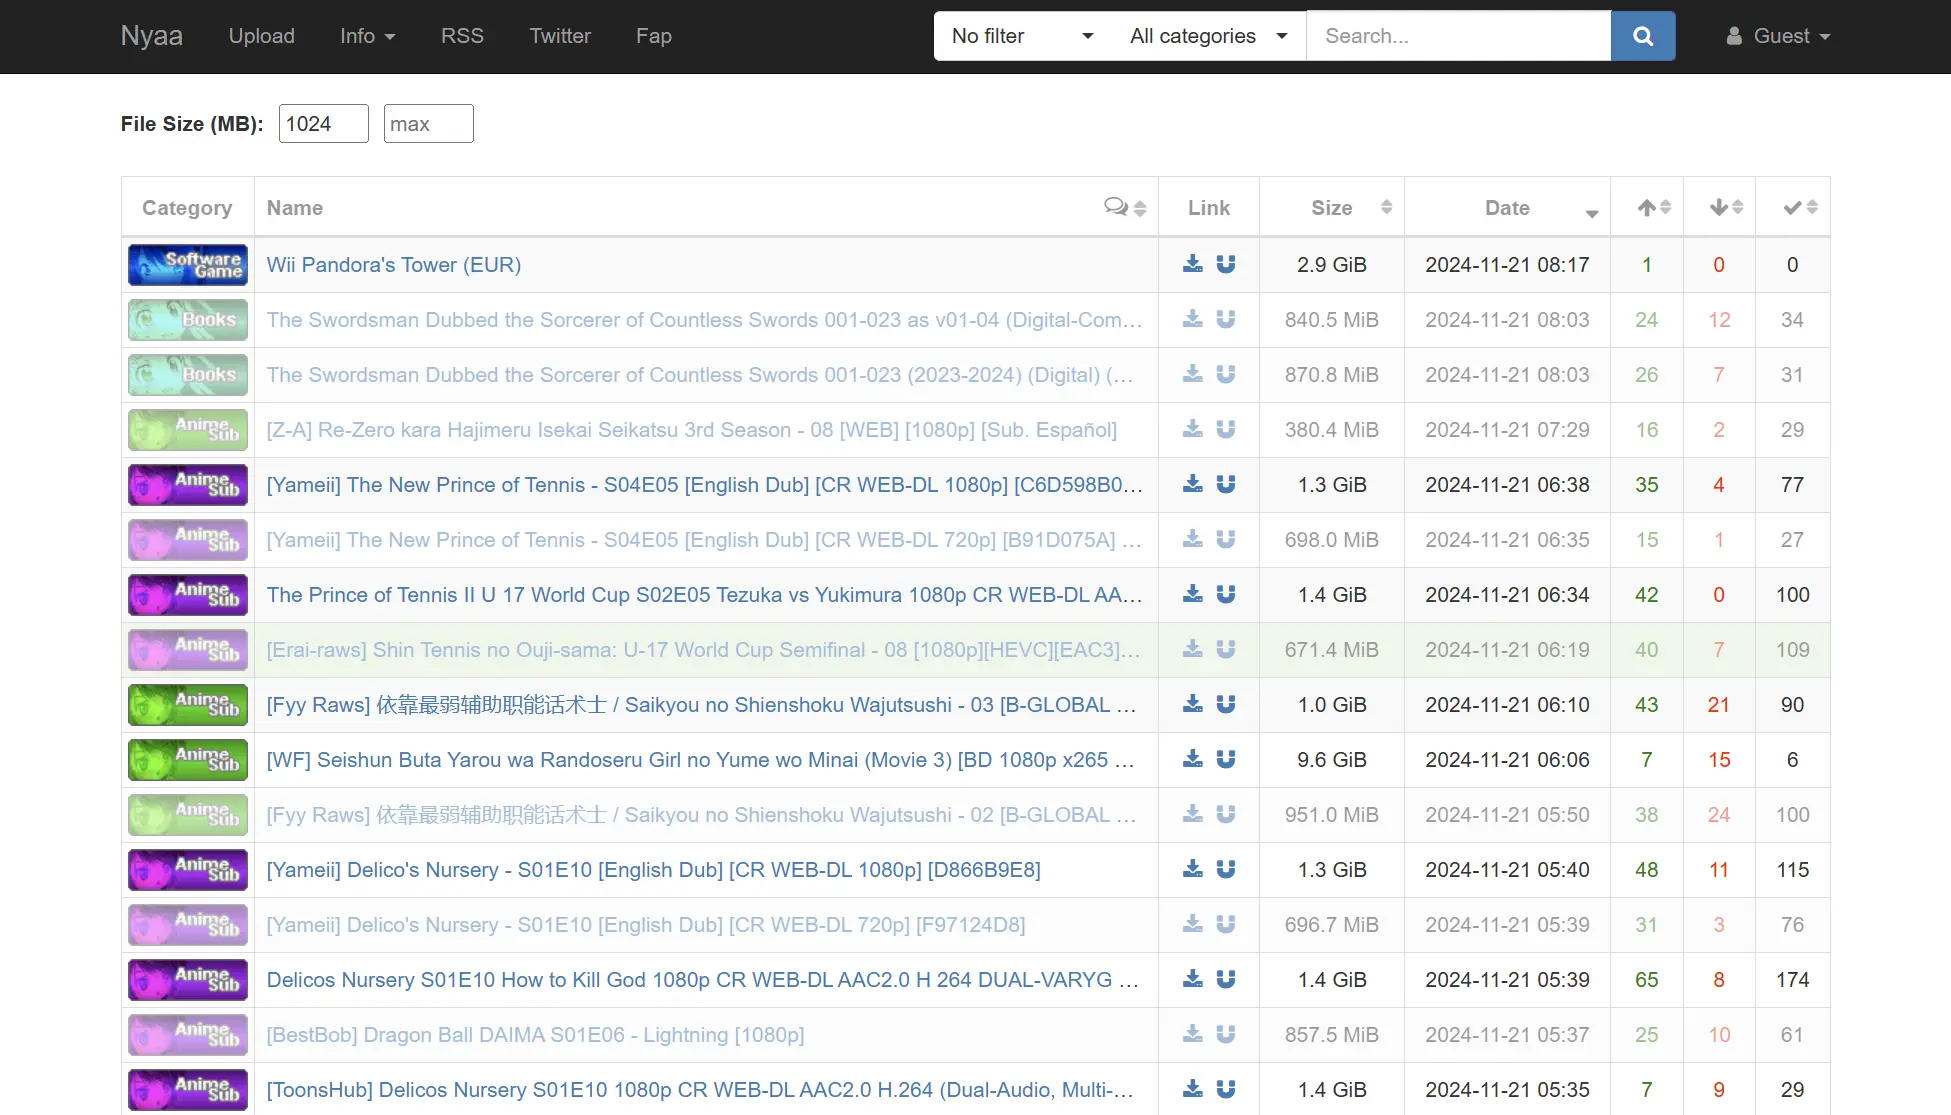 Nyaa Upload Info RSS Twitter Fap No filter All categories Search... Guest
File Size (MB): 1024 max
Category Name Link Size Date
Software Game Wii Pandora's Tower (EUR) 2.9 GiB 2024-11-21 08:17 1 0 0
Books The Swordsman Dubbed the Sorcerer of Countless Swords 001-023 as v01-04 (Digital-Com... 840.5 MiB 2024-11-21 08:03 24 12 34
Books The Swordsman Dubbed the Sorcerer of Countless Swords 001-023 (2023-2024) (Digital) (... 870.8 MiB 2024-11-21 08:03 26 7 31
Anime Sub [Z-A] Re-Zero kara Hajimeru Isekai Seikatsu 3rd Season - 08 [WEB] [1080p] [Sub. Español] 380.4 MiB 2024-11-21 07:29 16 2 29
Anime Sub [Yameii] The New Prince of Tennis - S04E05 [English Dub] [CR WEB-DL 1080p] [C6D598B0... 1.3 GiB 2024-11-21 06:38 35 4 77
Anime Sub [Yameii] The New Prince of Tennis - S04E05 [English Dub] [CR WEB-DL 720p] [B91D075A] ... 698.0 MiB 2024-11-21 06:35 15 1 27
Anime Sub The Prince of Tennis II U 17 World Cup S02E05 Tezuka vs Yukimura 1080p CR WEB-DL AA... 1.4 GiB 2024-11-21 06:34 42 0 100
Anime Sub [Erai-raws] Shin Tennis no Ouji-sama: U-17 World Cup Semifinal - 08 [1080p][HEVC][EAC3]... 671.4 MiB 2024-11-21 06:19 40 7 109
Anime Sub [Fyy Raws] 依靠最弱辅助职能话术士 / Saikyou no Shienshoku Wajutsushi - 03 [B-GLOBAL ... 1.0 GiB 2024-11-21 06:10 43 21 90
Anime Sub [WF] Seishun Buta Yarou wa Randoseru Girl no Yume wo Minai (Movie 3) [BD 1080p x265 ... 9.6 GiB 2024-11-21 06:06 7 15 6
Anime Sub [Fyy Raws] 依靠最弱辅助职能话术士 / Saikyou no Shienshoku Wajutsushi - 02 [B-GLOBAL ... 951.0 MiB 2024-11-21 05:50 38 24 100
Anime Sub [Yameii] Delico's Nursery - S01E10 [English Dub] [CR WEB-DL 1080p] [D866B9E8] 1.3 GiB 2024-11-21 05:40 48 11 115
Anime Sub [Yameii] Delico's Nursery - S01E10 [English Dub] [CR WEB-DL 720p] [F97124D8] 696.7 MiB 2024-11-21 05:39 31 3 76
Anime Sub Delicos Nursery S01E10 How to Kill God 1080p CR WEB-DL AAC2.0 H 264 DUAL-VARYG ... 1.4 GiB 2024-11-21 05:39 65 8 174
Anime Sub [BestBob] Dragon Ball DAIMA S01E06 - Lightning [1080p] 857.5 MiB 2024-11-21 05:37 25 10 61
Anime Sub [ToonsHub] Delicos Nursery S01E10 1080p CR WEB-DL AAC2.0 H.264 (Dual-Audio, Multi-... 1.4 GiB 2024-11-21 05:35 7 9 29